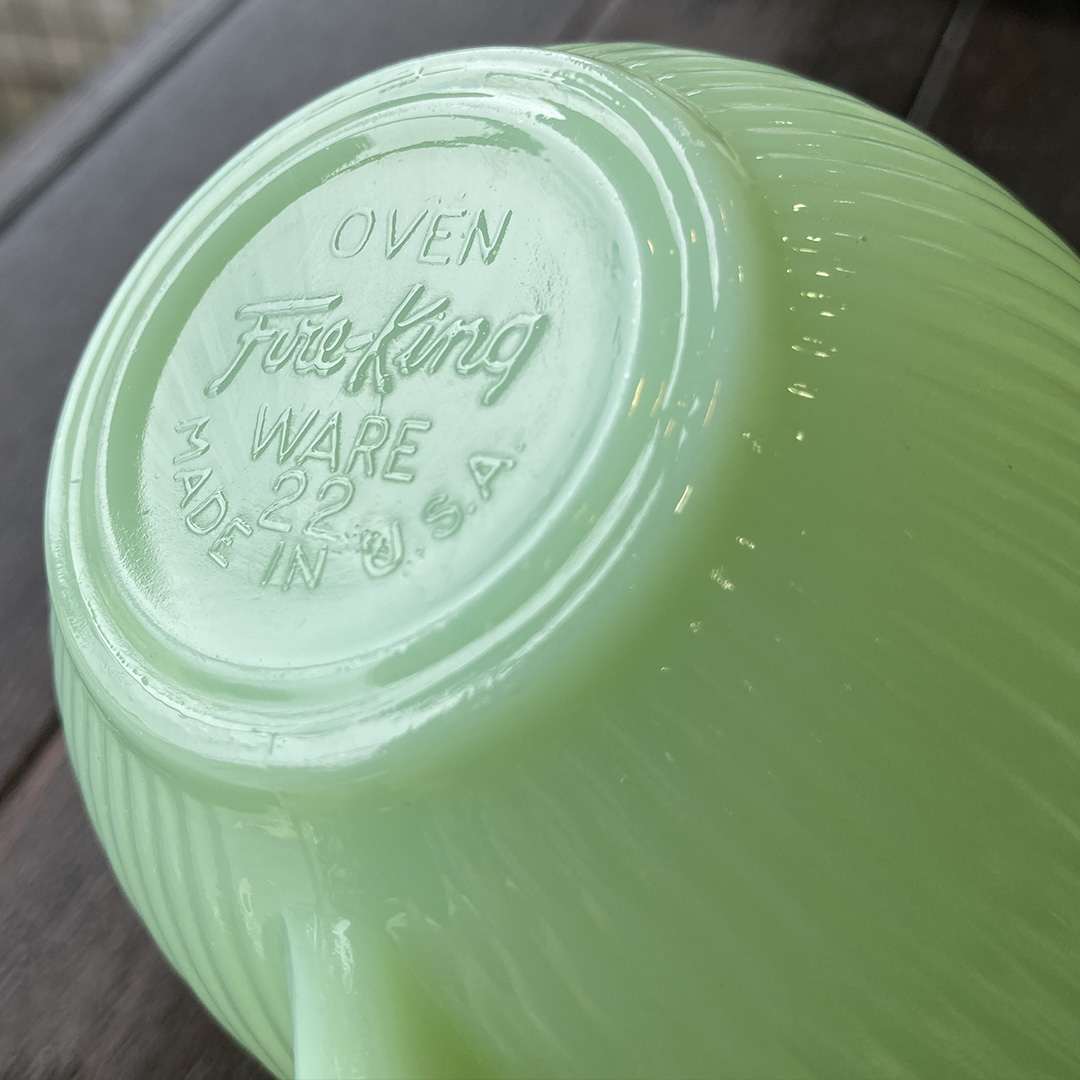 OVEN
Fire-King
WARE
22
MADE IN U.S.A.